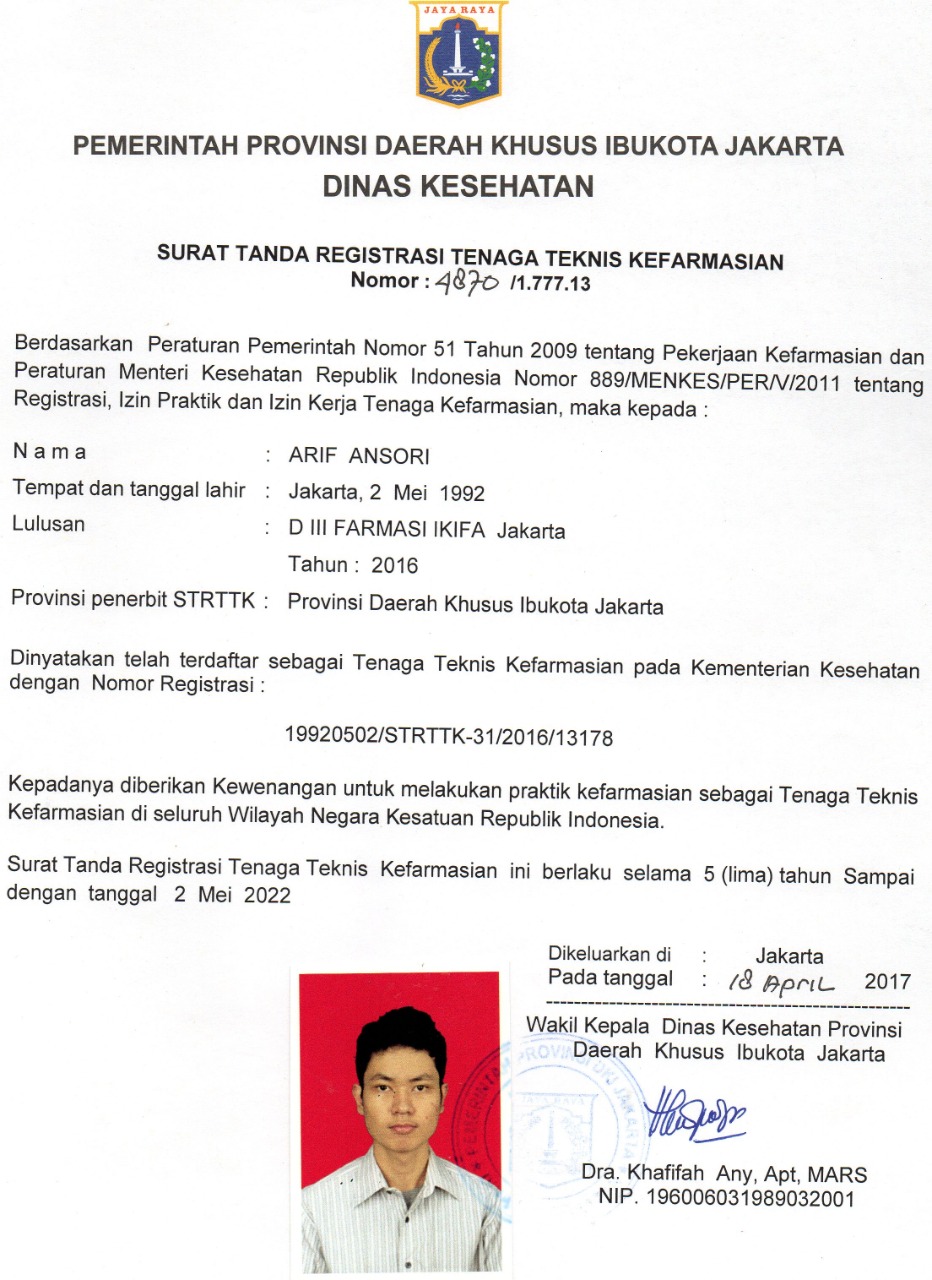 JAYA RAYA
PEMERINTAH PROVINSI DAERAH KHUSUS IBUKOTA JAKARTA
DINAS KESEHATAN
SURAT TANDA REGISTRASI TENAGA TEKNIS KEFARMASIAN
Nomor : 4870 /1.777.13
Berdasarkan Peraturan Pemerintah Nomor 51 Tahun 2009 tentang Pekerjaan Kefarmasian dan
Peraturan Menteri Kesehatan Republik Indonesia Nomor 889/MENKES/PER/V/2011 tentang
Registrasi, Izin Praktik dan Izin Kerja Tenaga Kefarmasian, maka kepada :
N a m a : ARIF ANSORI
Tempat dan tanggal lahir : Jakarta, 2 Mei 1992
Lulusan : D III FARMASI IKIFA Jakarta
Tahun : 2016
Provinsi penerbit STRTTK : Provinsi Daerah Khusus Ibukota Jakarta
Dinyatakan telah terdaftar sebagai Tenaga Teknis Kefarmasian pada Kementerian Kesehatan
dengan Nomor Registrasi :
19920502/STRTTK-31/2016/13178
Kepadanya diberikan Kewenangan untuk melakukan praktik kefarmasian sebagai Tenaga Teknis
Kefarmasian di seluruh Wilayah Negara Kesatuan Republik Indonesia.
Surat Tanda Registrasi Tenaga Teknis Kefarmasian ini berlaku selama 5 (lima) tahun Sampai
dengan tanggal 2 Mei 2022
Dikeluarkan di : Jakarta
Pada tanggal : 18 APRIL 2017
Wakil Kepala Dinas Kesehatan Provinsi
Daerah Khusus Ibukota Jakarta
PEMERINTAH PROVINSI DKI JAKARTA
JAYA RAYA
Dra. Khafifah Any, Apt, MARS
NIP. 196006031989032001